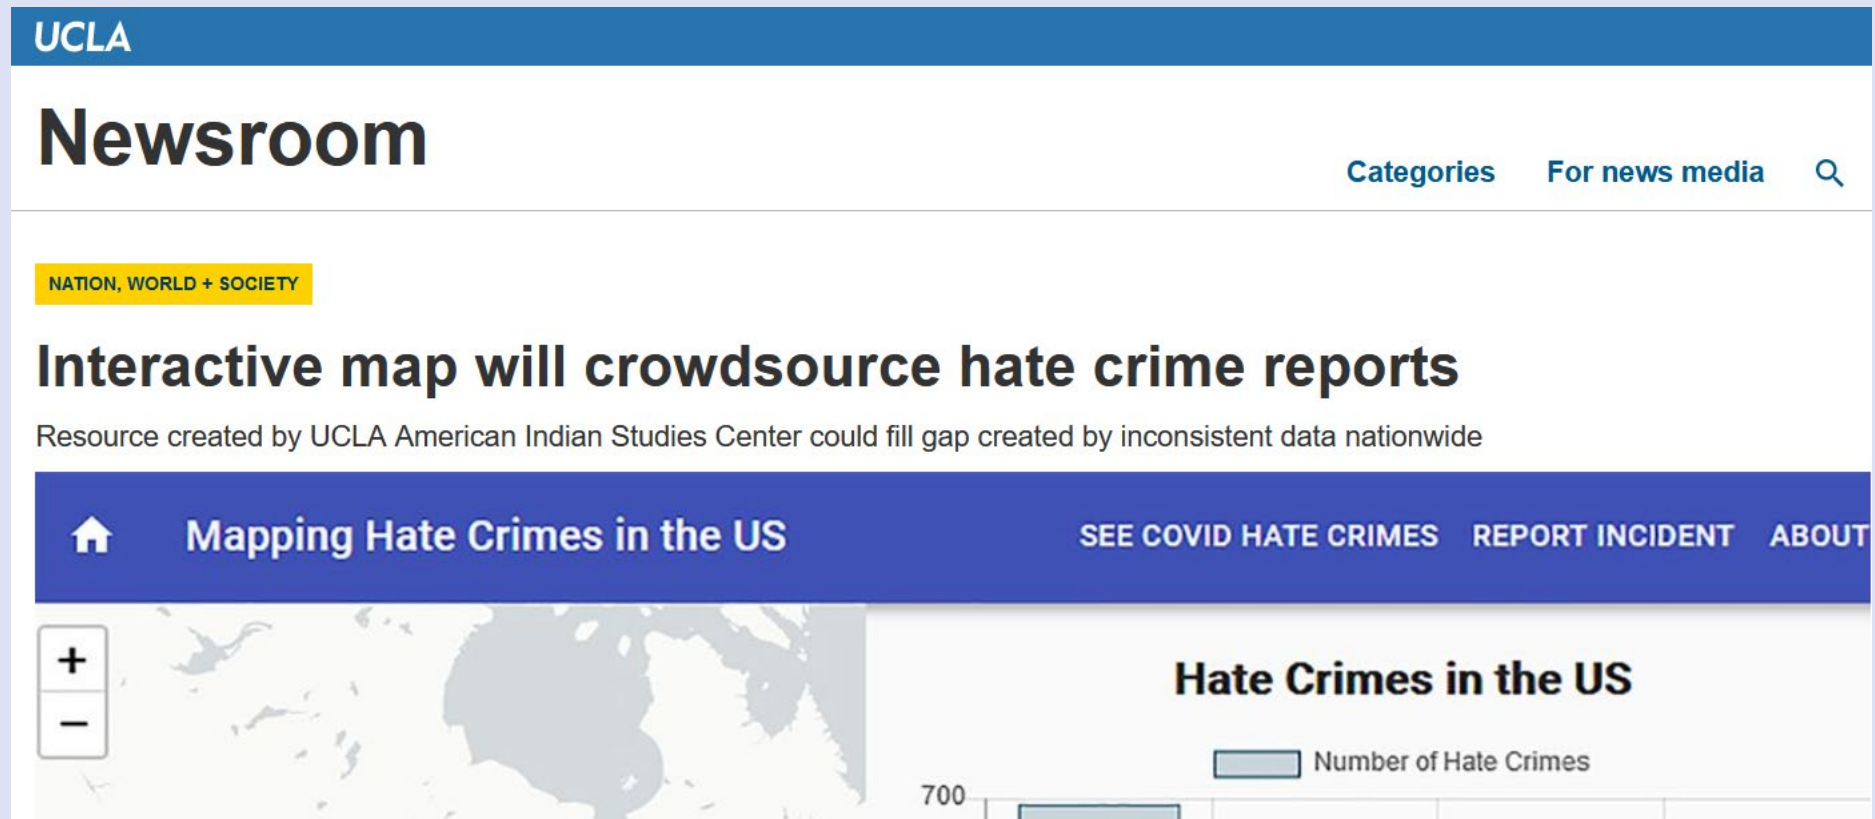 UCLA
Newsroom
Categories For news media
NATION, WORLD + SOCIETY
Interactive map will crowdsource hate crime reports
Resource created by UCLA American Indian Studies Center could fill gap created by inconsistent data nationwide
Mapping Hate Crimes in the US SEE COVID HATE CRIMES REPORT INCIDENT ABOUT
+
−
Hate Crimes in the US
Number of Hate Crimes
700